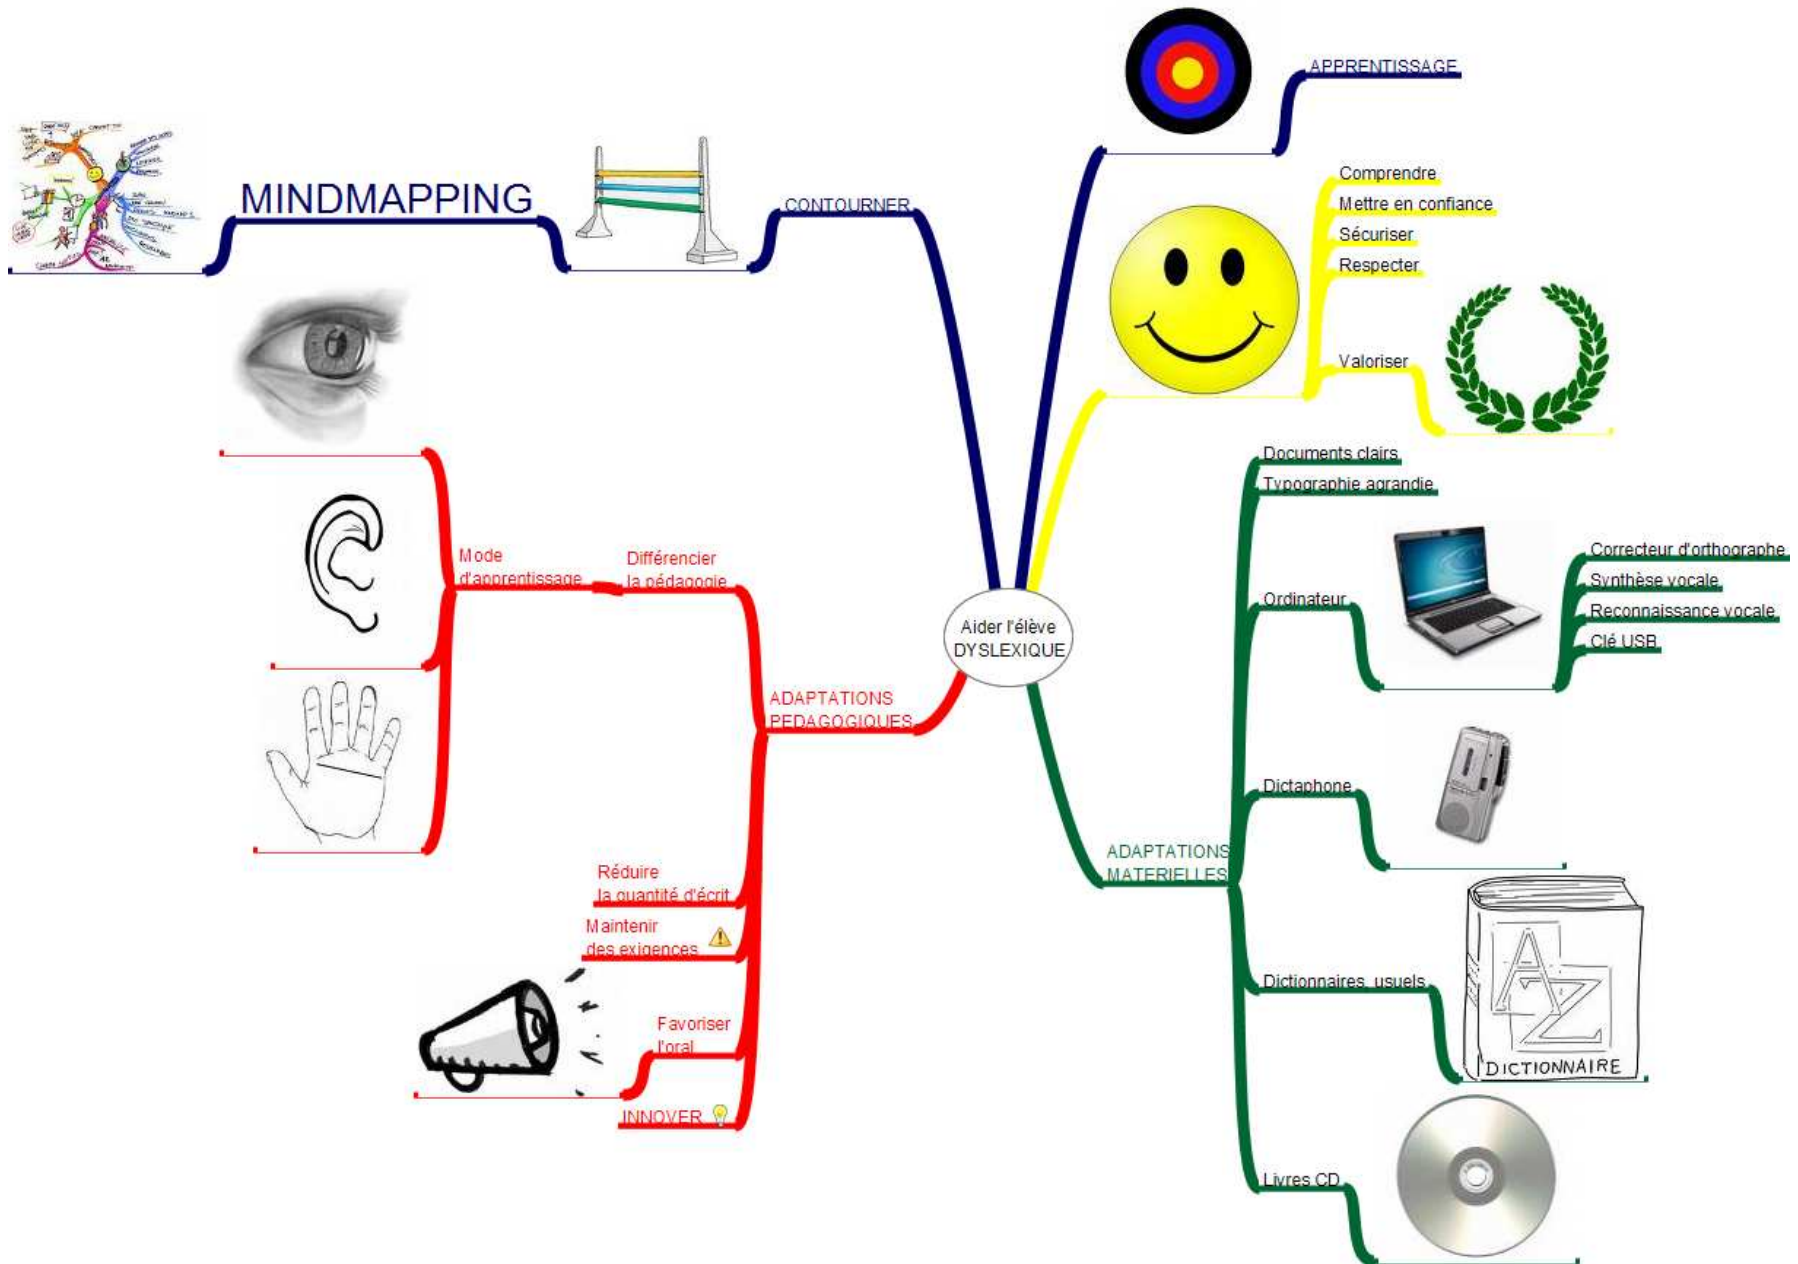 Aider l'élève
DYSLEXIQUE
APPRENTISSAGE
Comprendre
Mettre en confiance
Sécuriser
Respecter
Valoriser
ADAPTATIONS
MATERIELLES
Documents clairs
Typographie agrandie
Ordinateur
Correcteur d'orthographe
Synthèse vocale
Reconnaissance vocale
Clé USB
Dictaphone
Dictionnaires, usuels
DICTIONNAIRE
Livres CD
ADAPTATIONS
PEDAGOGIQUES
Différencier
la pédagogie
Mode
d'apprentissage
Réduire
la quantité d'écrit
Maintenir
des exigences
Favoriser
l'oral
INNOVER
CONTOURNER
MINDMAPPING